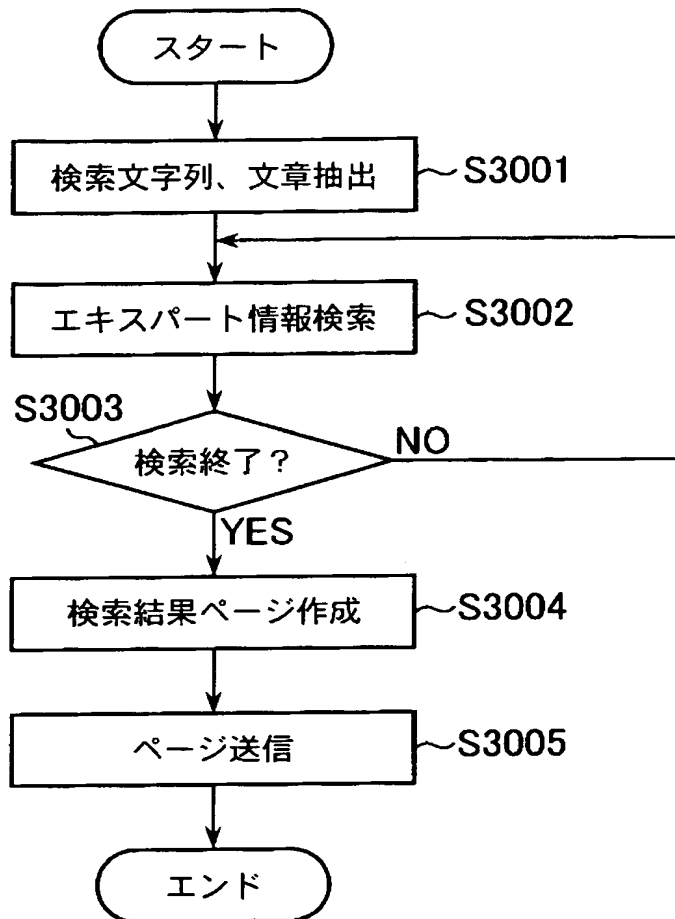 スタート
検索文字列、文章抽出
S3001
エキスパート情報検索
S3002
S3003
検索終了？
NO
YES
検索結果ページ作成
S3004
ページ送信
S3005
エンド